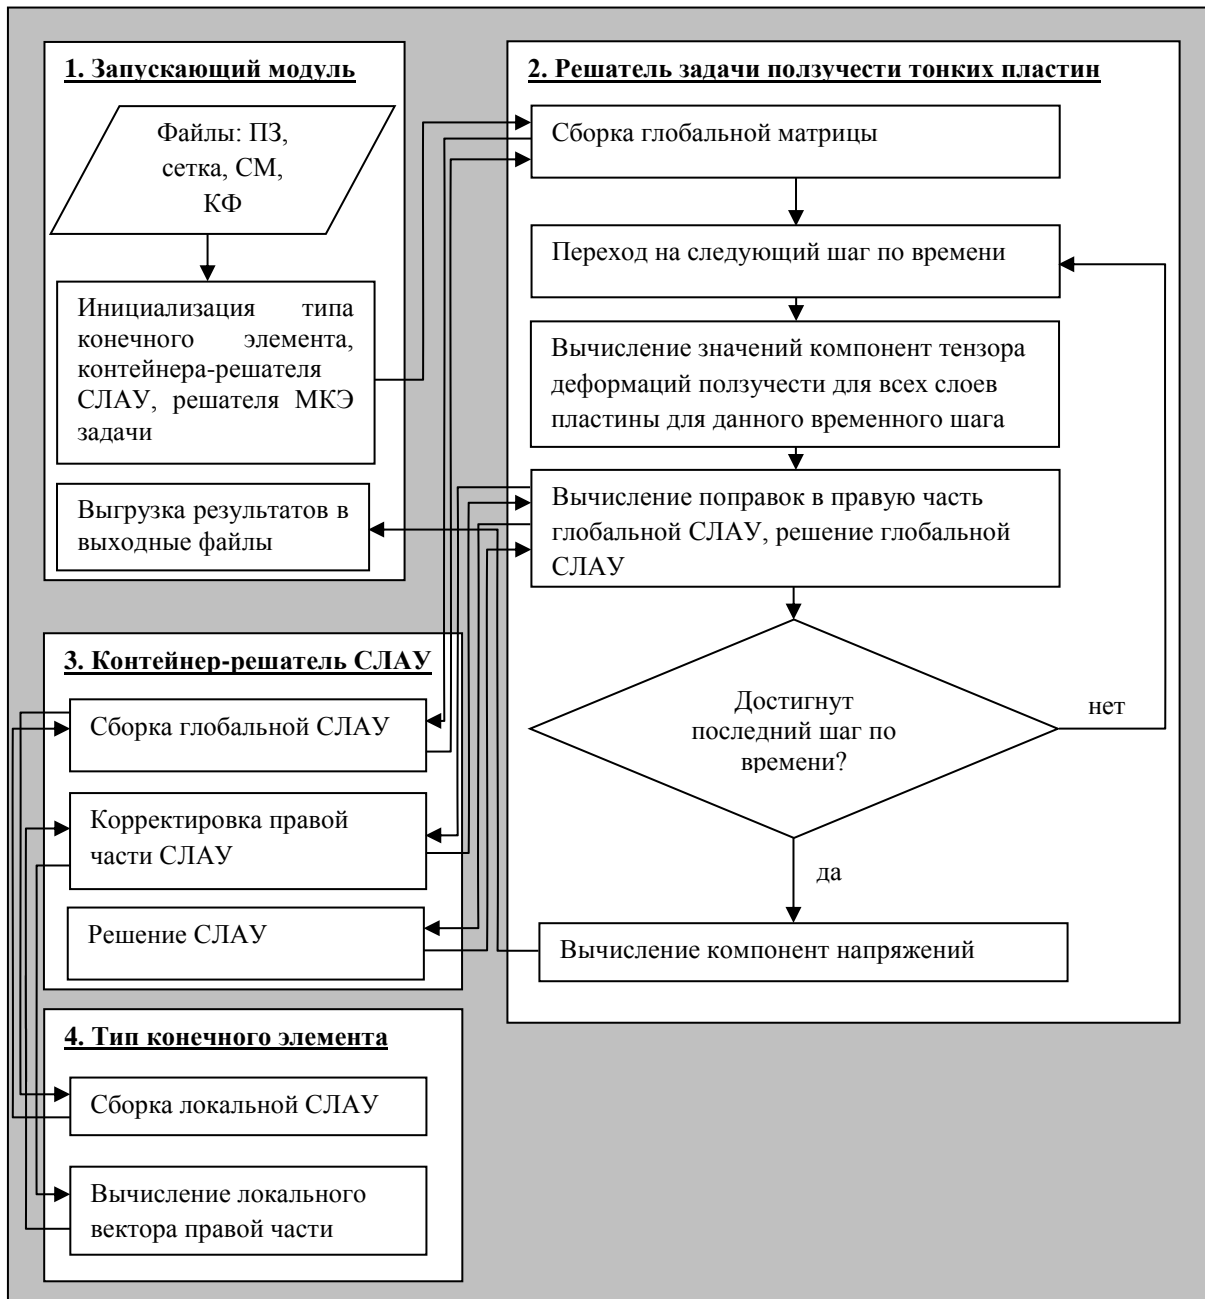 1. Запускающий модуль
Файлы: ПЗ,
сетка, СМ,
КФ
Инициализация типа
конечного элемента,
контейнера-решателя
СЛАУ, решателя МКЭ
задачи
Выгрузка результатов в
выходные файлы
2. Решатель задачи ползучести тонких пластин
Сборка глобальной матрицы
Переход на следующий шаг по времени
Вычисление значений компонент тензора
деформаций ползучести для всех слоев
пластины для данного временного шага
Вычисление поправок в правую часть
глобальной СЛАУ, решение глобальной
СЛАУ
Достигнут
последний шаг по
времени?
нет
да
Вычисление компонент напряжений
3. Контейнер-решатель СЛАУ
Сборка глобальной СЛАУ
Корректировка правой
части СЛАУ
Решение СЛАУ
4. Тип конечного элемента
Сборка локальной СЛАУ
Вычисление локального
вектора правой части